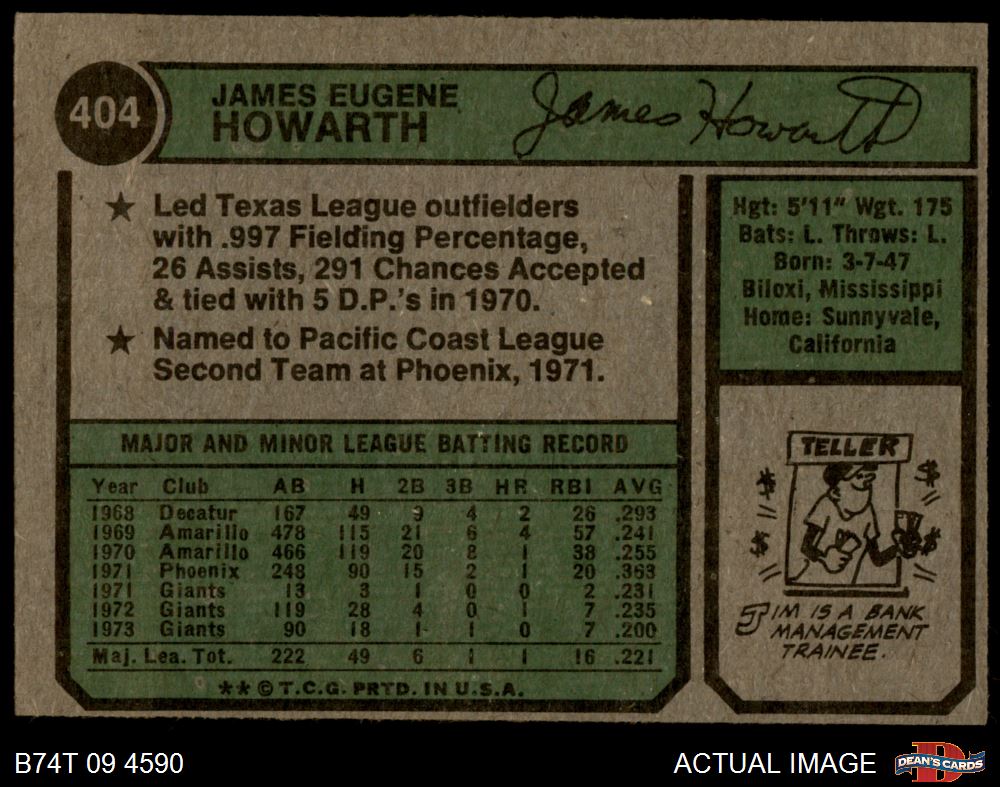 404
JAMES EUGENE
HOWARTH
James Howarth
★ Led Texas League outfielders
with .997 Fielding Percentage,
26 Assists, 291 Chances Accepted
& tied with 5 D.P.'s in 1970.
★ Named to Pacific Coast League
Second Team at Phoenix, 1971.
Hgt: 5'11" Wgt. 175
Bats: L. Throws: L.
Born: 3-7-47
Biloxi, Mississippi
Home: Sunnyvale,
California
MAJOR AND MINOR LEAGUE BATTING RECORD
Year Club AB H 2B 3B HR RBI AVG
1968 Decatur 167 49 9 4 2 26 .293
1969 Amarillo 478 115 21 6 4 57 .241
1970 Amarillo 466 119 20 8 1 38 .255
1971 Phoenix 248 90 15 2 1 20 .363
1971 Giants 13 3 1 0 0 2 .231
1972 Giants 119 28 4 0 1 7 .235
1973 Giants 90 18 1 1 0 7 .200
Maj. Lea. Tot. 222 49 6 1 1 16 .221
** © T.C.G. PRTD. IN U.S.A.
TELLER
$ $ $ $
JIM IS A BANK
MANAGEMENT
TRAINEE.
B74T 09 4590
ACTUAL IMAGE
D
DEAN'S CARDS